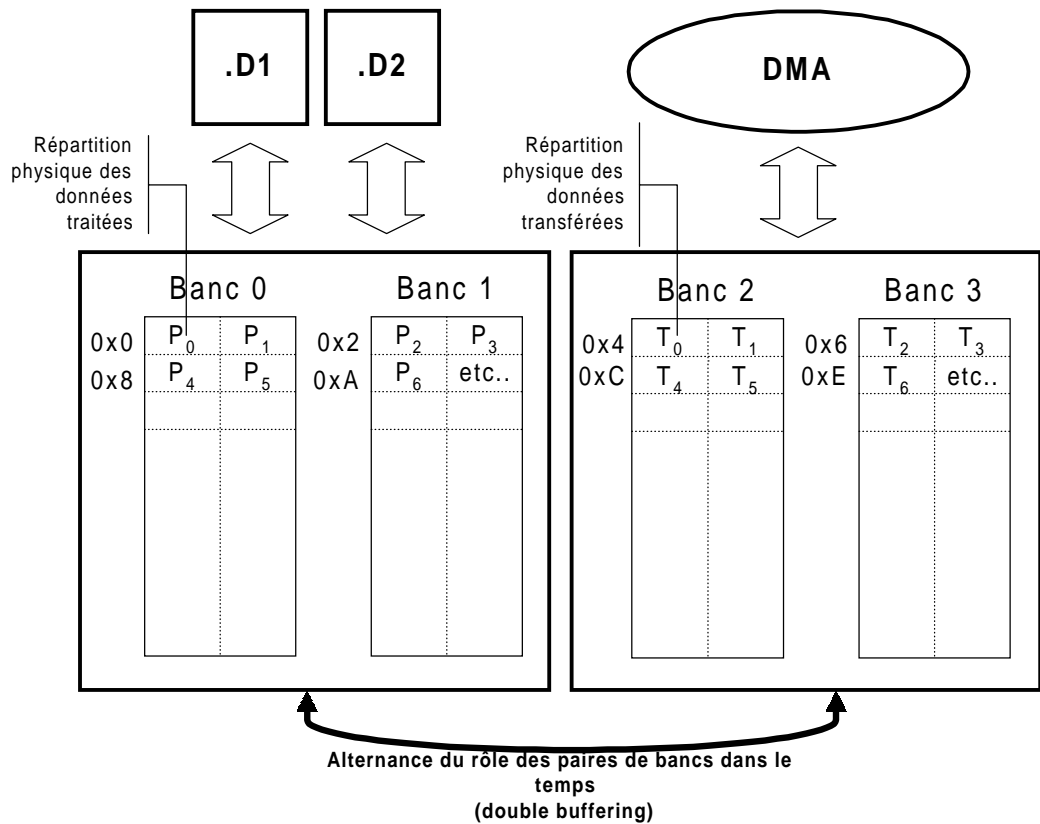 .D1 .D2 DMA
Répartition
physique des
données
traitées
Répartition
physique des
données
transférées
Banc 0 Banc 1 Banc 2 Banc 3
0x0 P0 P1 0x2 P2 P3 0x4 T0 T1 0x6 T2 T3
0x8 P4 P5 0xA P6 etc.. 0xC T4 T5 0xE T6 etc..
Alternance du rôle des paires de bancs dans le
temps
(double buffering)